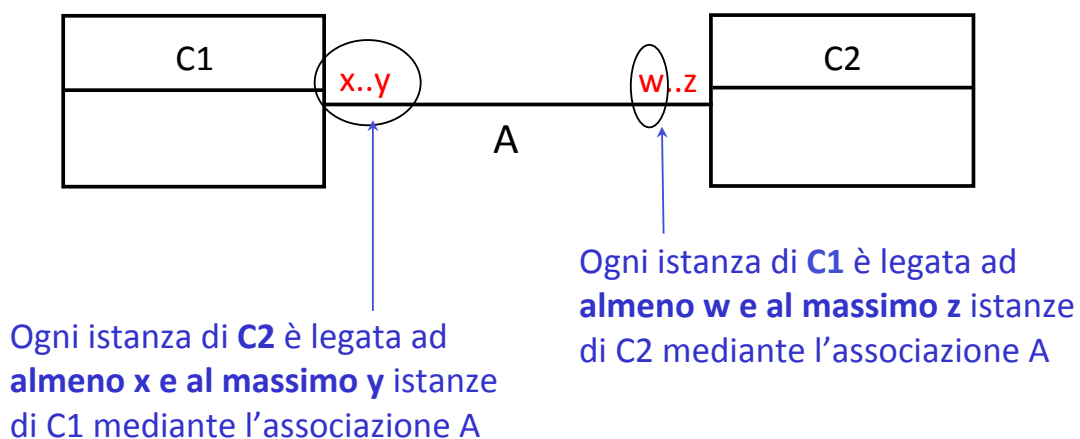 C1
C2
x..y
w..z
A
Ogni istanza di C1 è legata ad
almeno w e al massimo z istanze
di C2 mediante l’associazione A
Ogni istanza di C2 è legata ad
almeno x e al massimo y istanze
di C1 mediante l’associazione A